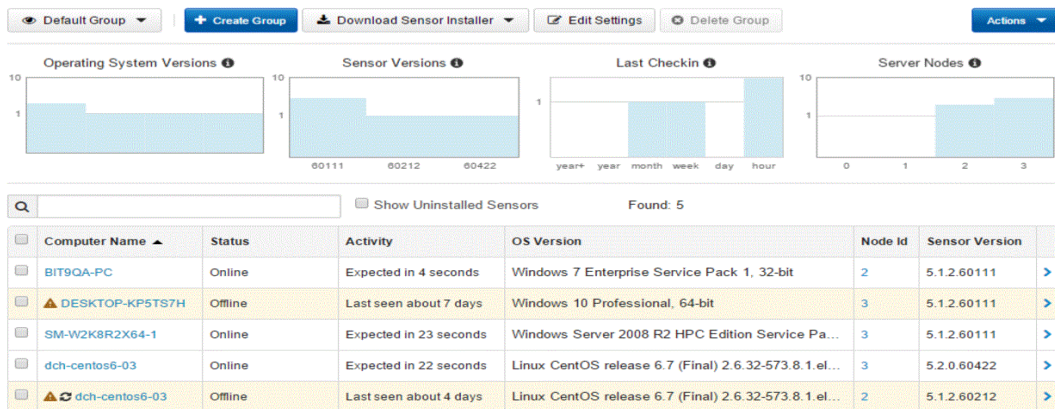 Default Group Create Group Download Sensor Installer Edit Settings Delete Group Actions
Operating System Versions Sensor Versions Last Checkin Server Nodes
10 10 10
1 1 1 1
60111 60212 60422 year+ year month week day hour 0 1 2 3
Show Uninstalled Sensors Found: 5
Computer Name Status Activity OS Version Node Id Sensor Version
BIT9QA-PC Online Expected in 4 seconds Windows 7 Enterprise Service Pack 1, 32-bit 2 5.1.2.60111
DESKTOP-KP5TS7H Offline Last seen about 7 days Windows 10 Professional, 64-bit 3 5.1.2.60111
SM-W2K8R2X64-1 Online Expected in 23 seconds Windows Server 2008 R2 HPC Edition Service Pa... 3 5.1.2.60111
dch-centos6-03 Online Expected in 22 seconds Linux CentOS release 6.7 (Final) 2.6.32-573.8.1.el... 3 5.2.0.60422
dch-centos6-03 Offline Last seen about 4 days Linux CentOS release 6.7 (Final) 2.6.32-573.8.1.el... 2 5.1.2.60212